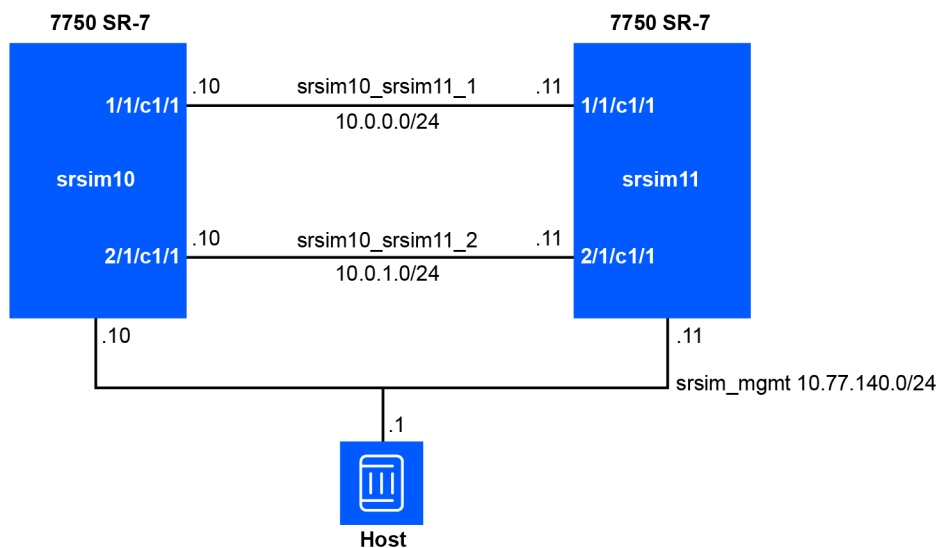 7750 SR-7
7750 SR-7
.10
srsim10_srsim11_1
.11
1/1/c1/1
10.0.0.0/24
1/1/c1/1
srsim10
srsim11
.10
srsim10_srsim11_2
.11
2/1/c1/1
10.0.1.0/24
2/1/c1/1
.10
.11
srsim_mgmt 10.77.140.0/24
.1
Host